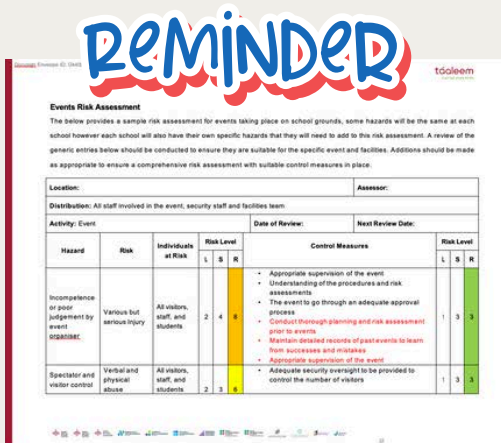 REMINDER
taaleem
Events Risk Assessment
The below provides a sample risk assessment for events taking place on school grounds, some hazards will be the same at each
school however each school will also have their own specific hazards that they will need to add to this risk assessment. A review of the
generic entries below should be conducted to ensure they are suitable for the specific event and facilities. Additions should be made
as appropriate to ensure a comprehensive risk assessment with suitable control measures in place.
Location: Assessor:
Distribution: All staff involved in the event, security staff and facilities team
Activity: Event Date of Review: Next Review Date:
Hazard Risk Individuals at Risk Risk Level Control Measures Risk Level
L S R L S R
Incompetence
or poor
judgement by
event
organiser.
Various but
serious injury
All visitors,
staff, and
students
2 4 8
• Appropriate supervision of the event
• Understanding of the procedures and risk
assessments
• The event to go through an adequate approval
process
• Conduct thorough planning and risk assessment
prior to events
• Maintain detailed records of past events to learn
from successes and mistakes
• Appropriate supervision of the event
1 3 3
Spectator and
visitor control
Verbal and
physical
abuse
All visitors,
staff, and
students
2 3 6
• Adequate security oversight to be provided to
control the number of visitors
1 3 3